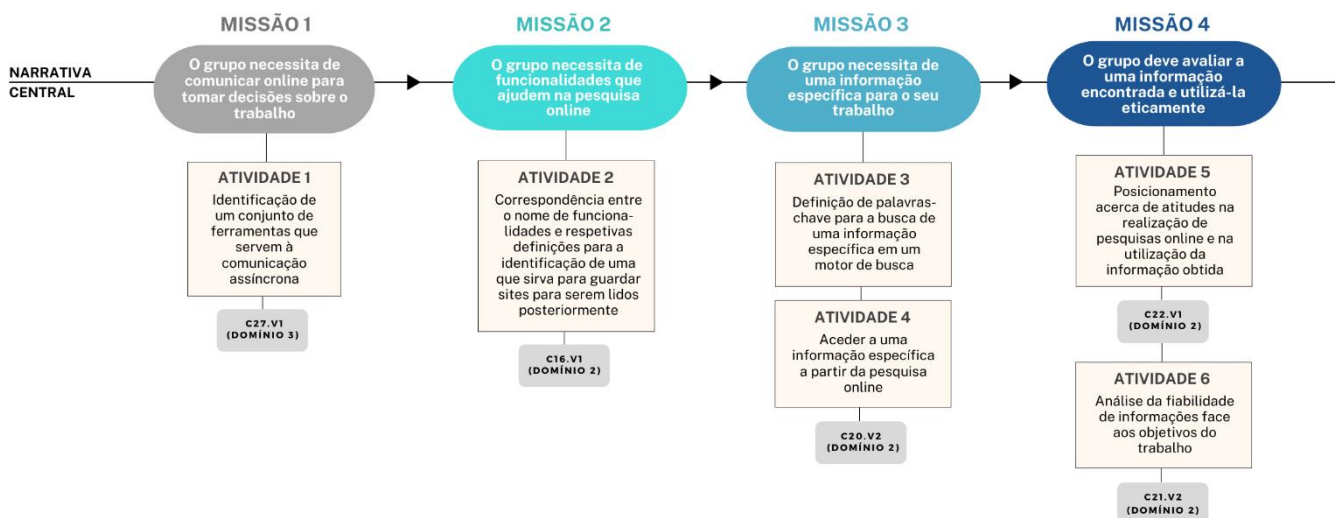 MISSÃO 1
MISSÃO 2
MISSÃO 3
MISSÃO 4
NARRATIVA
CENTRAL
O grupo necessita de
comunicar online para
tomar decisões sobre o
trabalho
O grupo necessita de
funcionalidades que
ajudem na pesquisa
online
O grupo necessita de
uma informação
específica para o seu
trabalho
O grupo deve avaliar a
uma informação
encontrada e utilizá-la
eticamente
ATIVIDADE 1
Identificação de
um conjunto de
ferramentas que
servem à
comunicação
assíncrona
C27.V1
(DOMÍNIO 3)
ATIVIDADE 2
Correspondência entre
o nome de funciona-
lidades e respetivas
definições para a
identificação de uma
que sirva para guardar
sites para serem lidos
posteriormente
C16.V1
(DOMÍNIO 2)
ATIVIDADE 3
Definição de palavras-
chave para a busca de
uma informação
específica em um
motor de busca
ATIVIDADE 4
Aceder a uma
informação específica
a partir da pesquisa
online
C20.V2
(DOMÍNIO 2)
ATIVIDADE 5
Posicionamento
acerca de atitudes na
realização de
pesquisas online e na
utilização da
informação obtida
C22.V1
(DOMÍNIO 2)
ATIVIDADE 6
Análise da fiabilidade
de informações face
aos objetivos do
trabalho
C21.V2
(DOMÍNIO 2)